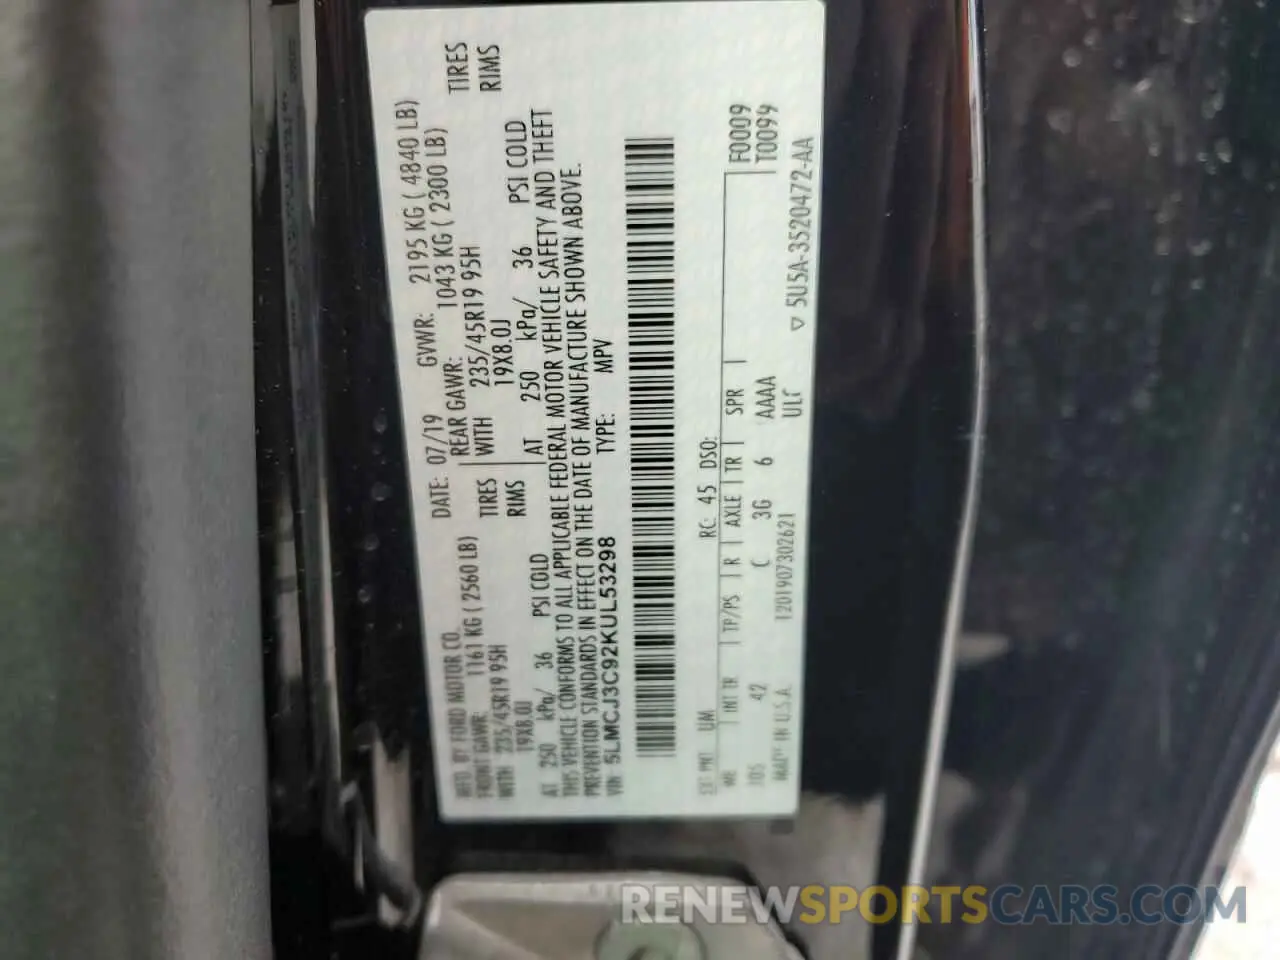 MFD. BY FORD MOTOR CO. DATE: 07/19 GVWR: 2195 KG ( 4840 LB)
FRONT GAWR: 1161 KG ( 2560 LB) REAR GAWR: 1043 KG ( 2300 LB)
WITH 235/45R19 95H TIRES WITH 235/45R19 95H TIRES
19X8.0J RIMS 19X8.0J RIMS
AT 250 kPa/ 36 PSI COLD AT 250 kPa/ 36 PSI COLD
THIS VEHICLE CONFORMS TO ALL APPLICABLE FEDERAL MOTOR VEHICLE SAFETY AND THEFT
PREVENTION STANDARDS IN EFFECT ON THE DATE OF MANUFACTURE SHOWN ABOVE.
VIN: 5LMCJ3C92KUL53298 TYPE: MPV
EXT PNT: UM RC: 45 DSO: F0009
WB INT TR TP/PS R AXLE TR SPR T0099
105 42 C 3G 6 AAAA
MADE IN U.S.A. 1201907302621 ▽ 5U5A-3520472-AA
RENEWSPORTSCARS.COM